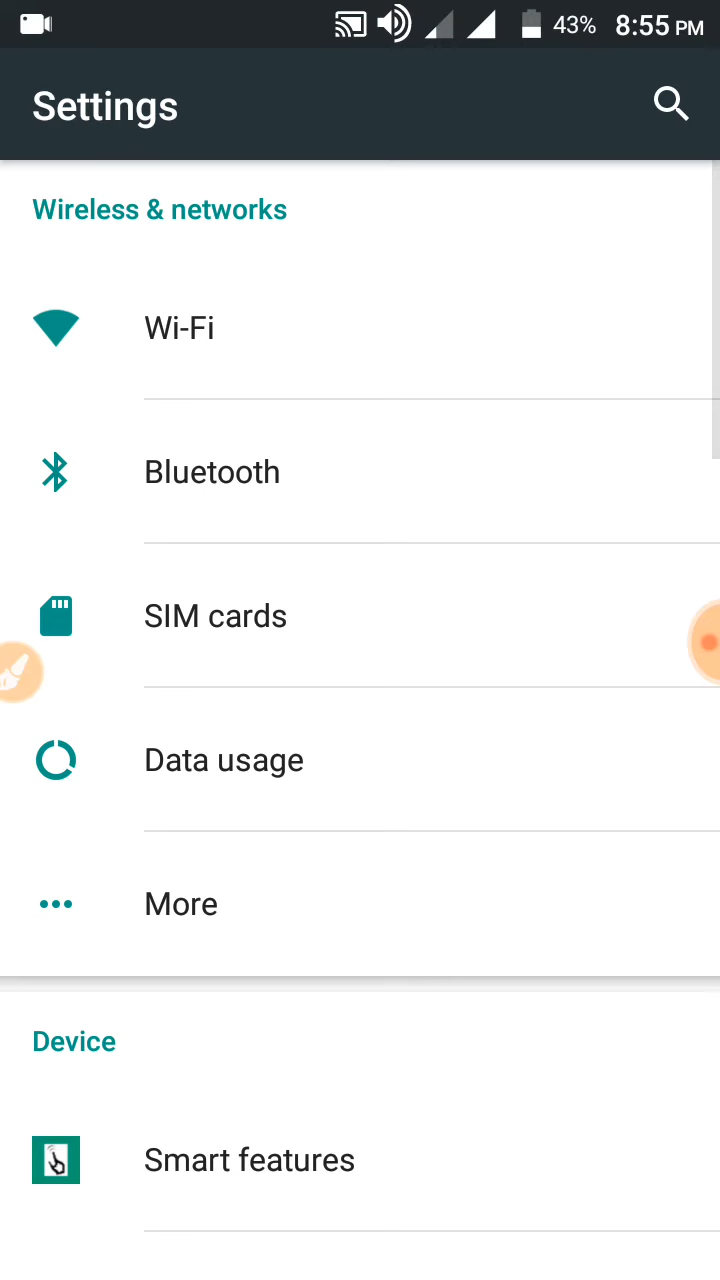 43% 8:55 PM
Settings
Wireless & networks
Wi-Fi
Bluetooth
SIM cards
Data usage
More
Device
Smart features